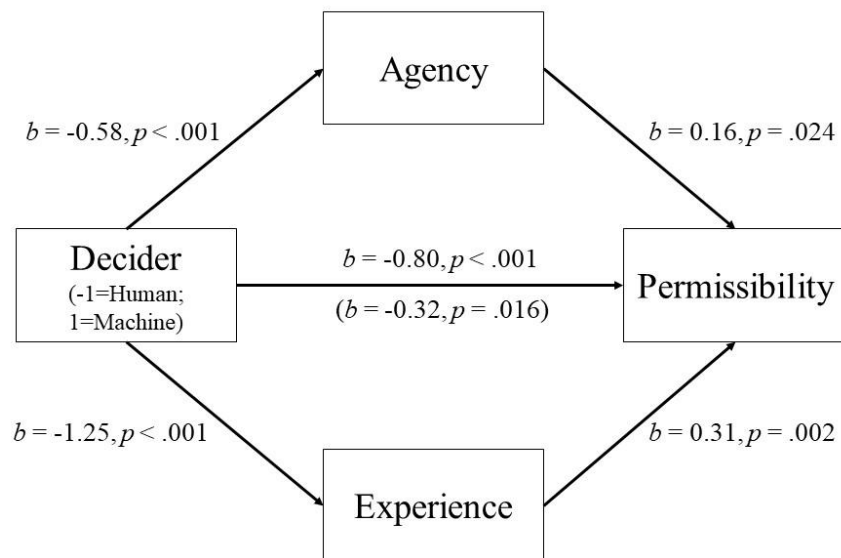 Agency
b = -0.58, p < .001
b = 0.16, p = .024
Decider
(-1=Human;
1=Machine)
b = -0.80, p < .001
(b = -0.32, p = .016)
Permissibility
b = -1.25, p < .001
b = 0.31, p = .002
Experience